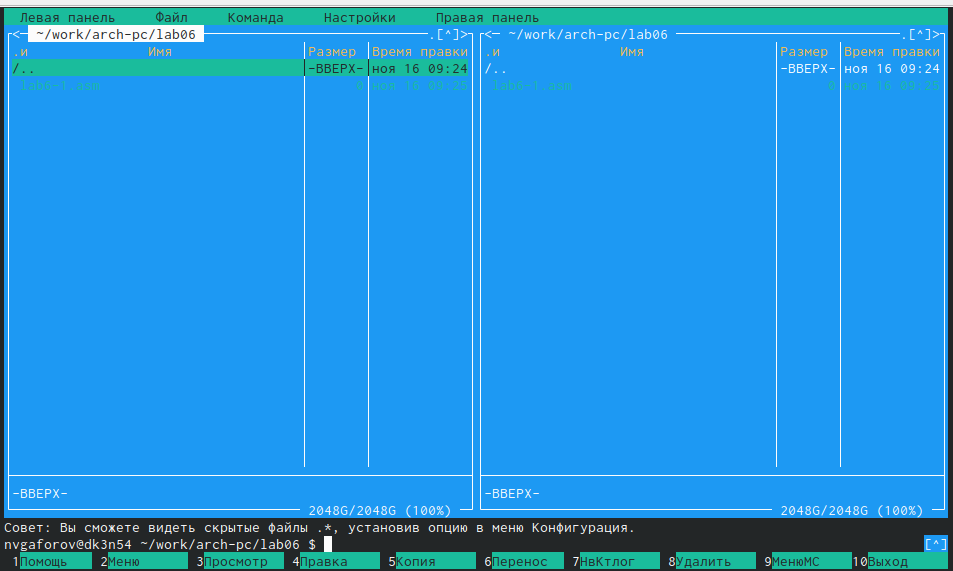 Левая панель Файл Команда Настройки Правая панель
<- ~/work/arch-pc/lab06 .[^]> <- ~/work/arch-pc/lab06 .[^]>
.и Имя Размер Время правки .и Имя Размер Время правки
/.. -ВВЕРХ- ноя 16 09:24 /.. -ВВЕРХ- ноя 16 09:24
lab6-1.asm 0 ноя 16 09:25 lab6-1.asm 0 ноя 16 09:25
-ВВЕРХ- -ВВЕРХ-
2048G/2048G (100%) 2048G/2048G (100%)
Совет: Вы сможете видеть скрытые файлы .*, установив опцию в меню Конфигурация.
nvgaforov@dk3n54 ~/work/arch-pc/lab06 $ [^]
1Помощь 2Меню 3Просмотр 4Правка 5Копия 6Перенос 7НвКтлог 8Удалить 9МенюMC 10Выход